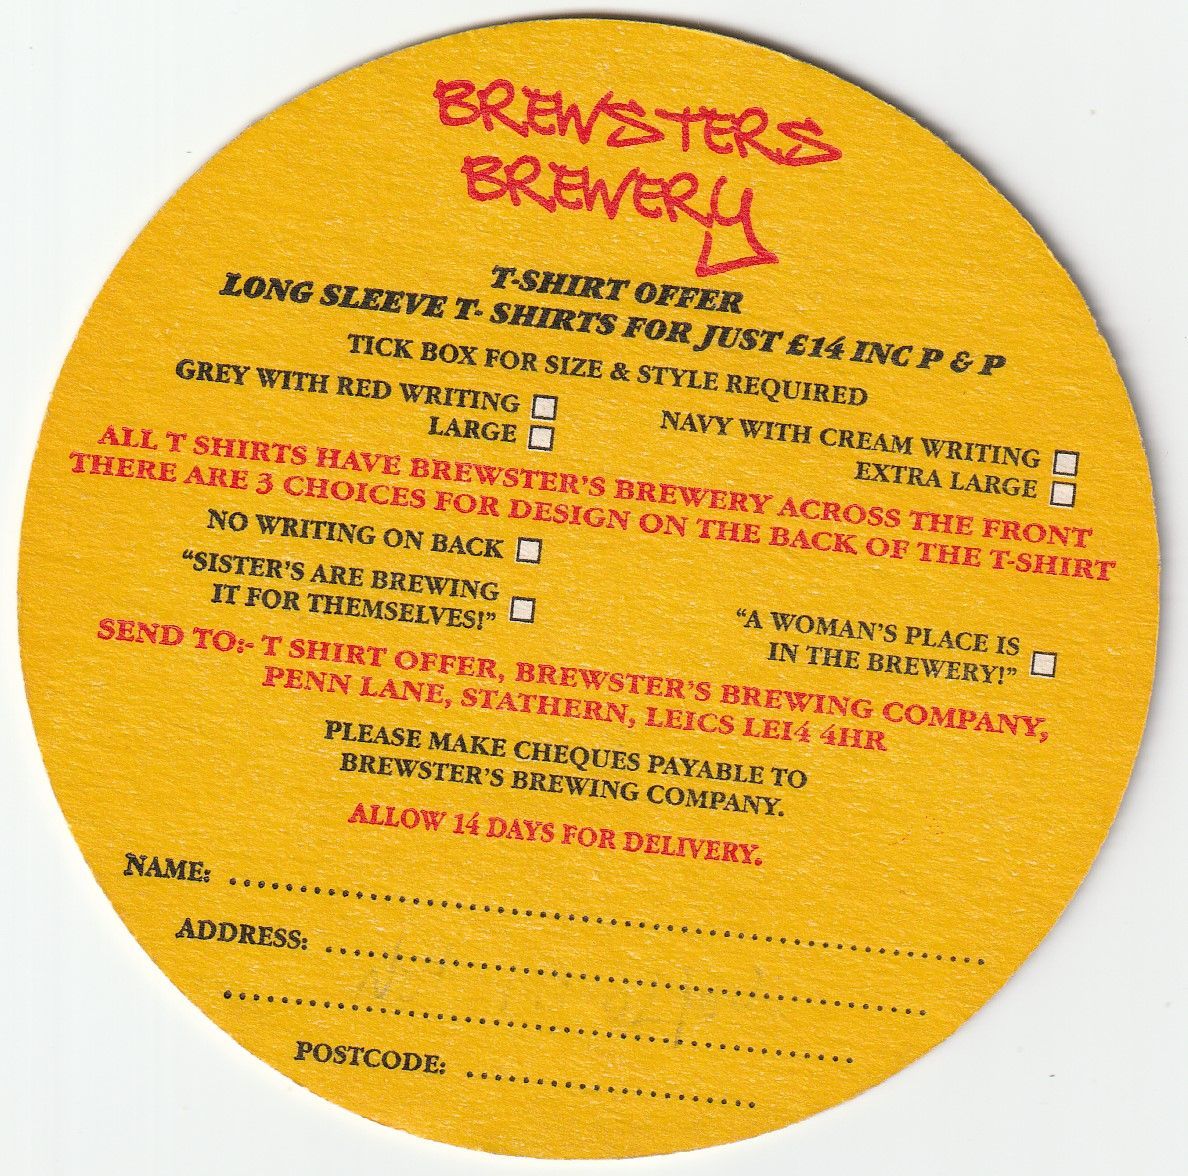 BREWSTERS
BREWERY
T-SHIRT OFFER
LONG SLEEVE T- SHIRTS FOR JUST £14 INC P & P
TICK BOX FOR SIZE & STYLE REQUIRED
GREY WITH RED WRITING
NAVY WITH CREAM WRITING
LARGE
EXTRA LARGE
ALL T SHIRTS HAVE BREWSTER'S BREWERY ACROSS THE FRONT
THERE ARE 3 CHOICES FOR DESIGN ON THE BACK OF THE T-SHIRT
NO WRITING ON BACK
"SISTER'S ARE BREWING
IT FOR THEMSELVES!"
"A WOMAN'S PLACE IS
IN THE BREWERY!"
SEND TO:- T SHIRT OFFER, BREWSTER'S BREWING COMPANY,
PENN LANE, STATHERN, LEICS LE14 4HR
PLEASE MAKE CHEQUES PAYABLE TO
BREWSTER'S BREWING COMPANY.
ALLOW 14 DAYS FOR DELIVERY.
NAME:
ADDRESS:
POSTCODE: